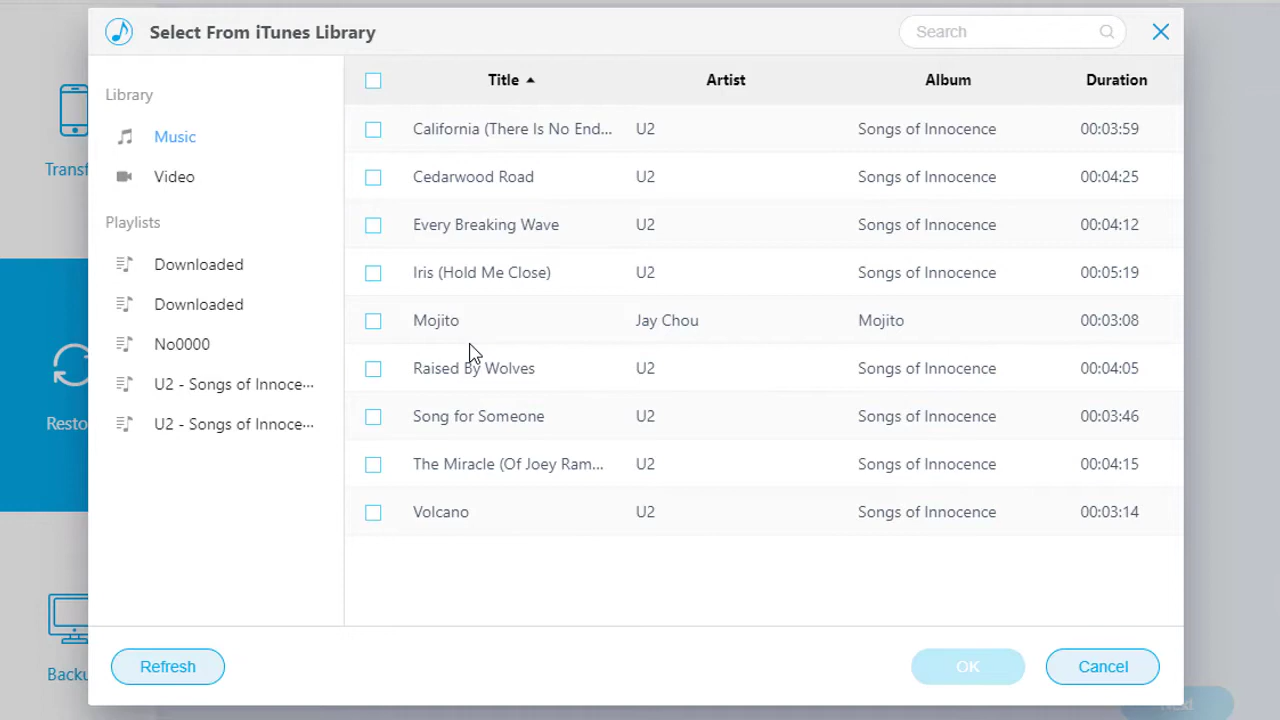 Select From iTunes Library
Search
Library
Music
Video
Playlists
Downloaded
Downloaded
No0000
U2 - Songs of Innoce...
U2 - Songs of Innoce...
Title Artist Album Duration
California (There Is No End... U2 Songs of Innocence 00:03:59
Cedarwood Road U2 Songs of Innocence 00:04:25
Every Breaking Wave U2 Songs of Innocence 00:04:12
Iris (Hold Me Close) U2 Songs of Innocence 00:05:19
Mojito Jay Chou Mojito 00:03:08
Raised By Wolves U2 Songs of Innocence 00:04:05
Song for Someone U2 Songs of Innocence 00:03:46
The Miracle (Of Joey Ram... U2 Songs of Innocence 00:04:15
Volcano U2 Songs of Innocence 00:03:14
Refresh
OK
Cancel
Transf
Resto
Backu
Next